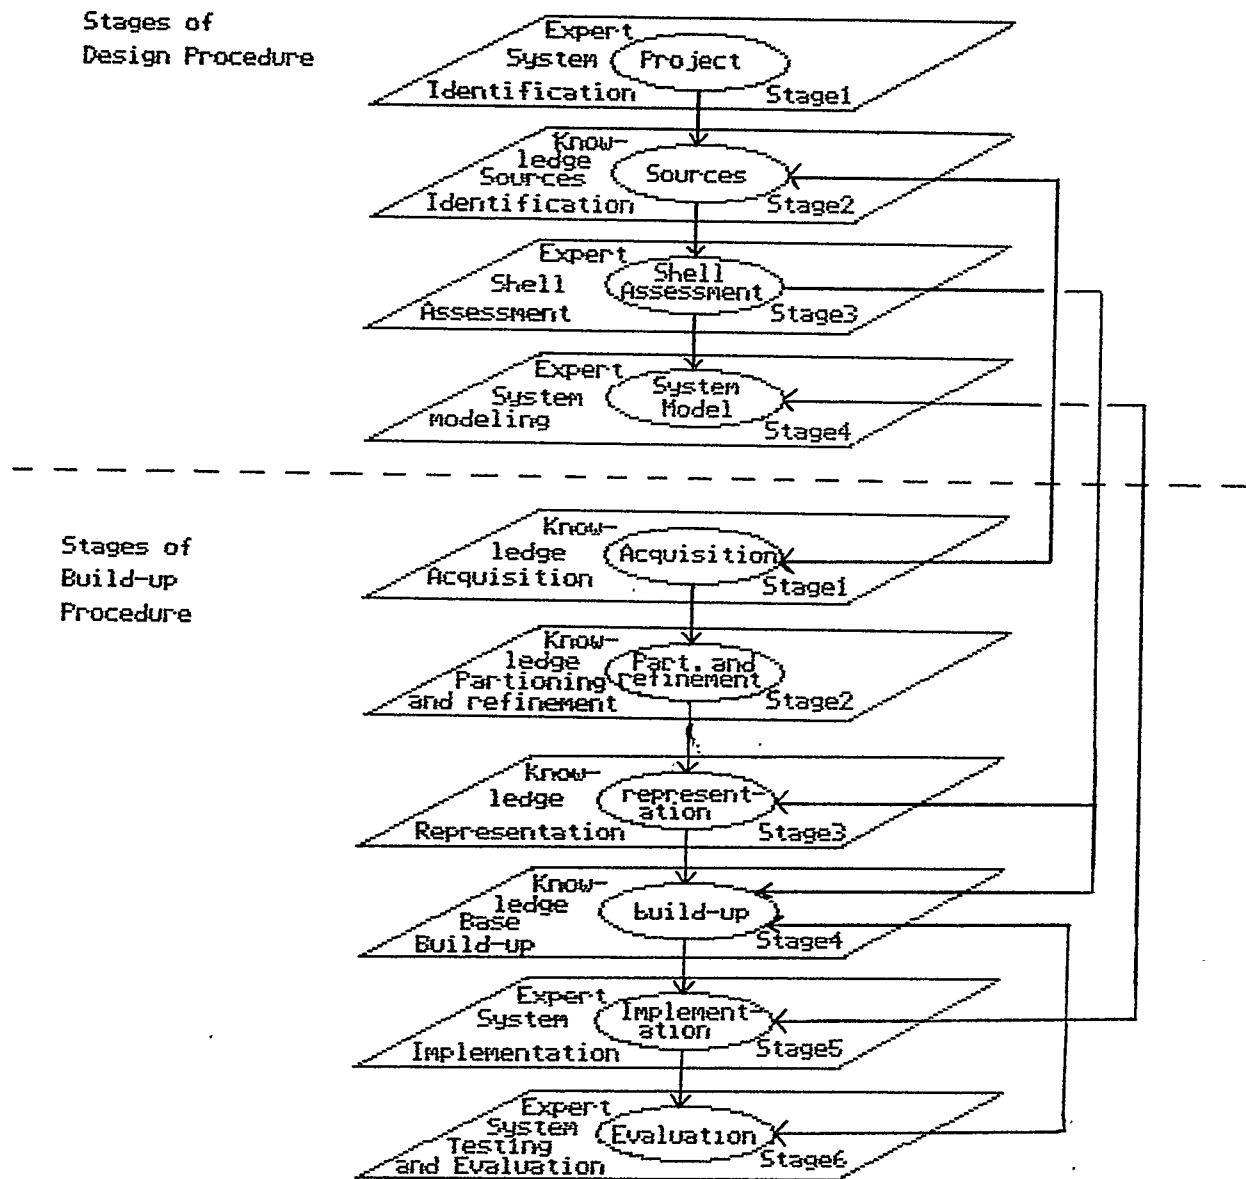 Stages of
Design Procedure
Expert
System
Identification
Project
Stage1
Know-
ledge
Sources
Identification
Sources
Stage2
Expert
Shell
Assessment
Shell
Assessment
Stage3
Expert
System
modeling
System
Model
Stage4
Stages of
Build-up
Procedure
Know-
ledge
Acquisition
Acquisition
Stage1
Know-
ledge
Partioning
and refinement
Part. and
refinement
Stage2
Know-
ledge
Representation
represent-
ation
Stage3
Know-
ledge
Base
Build-up
build-up
Stage4
Expert
System
Implementation
Implement-
ation
Stage5
Expert
System
Testing
and Evaluation
Evaluation
Stage6